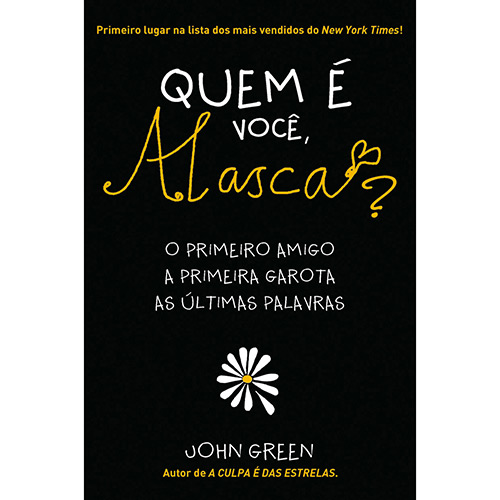 Primeiro lugar na lista dos mais vendidos do New York Times!
QUEM É
VOCÊ,
Alasca?
O PRIMEIRO AMIGO
A PRIMEIRA GAROTA
AS ÚLTIMAS PALAVRAS
JOHN GREEN
Autor de A CULPA É DAS ESTRELAS.